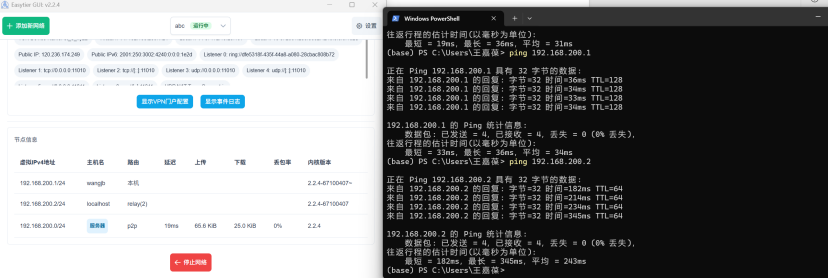 Easytier GUI: v2.2.4
+ 添加新网络
abc 运行中
设置
Public IP: 120.236.174.249 Public IPv6: 2001:250:3002:4240:0:0:0:1e2d
Listener 1: tcp://0.0.0.0:11010 Listener 2: tcp://[::]:11010 Listener 3: udp://0.0.0.0:11010 Listener 4: udp://[::]:11010
显示VPN门户配置 显示事件日志
节点信息
虚拟IPv4地址 主机名 路由 延迟 上传 下载 丢包率 内核版本
192.168.200.1/24 wangjb 本机 2.2.4-67100407~
192.168.200.2/24 localhost relay(2) 2.2.4-67100407~
192.168.200.0/24 服务器 p2p 19ms 65.6 KiB 25.0 KiB 0% 2.2.4
停止网络
Windows PowerShell
往返行程的估计时间(以毫秒为单位):
最短 = 19ms，最长 = 36ms，平均 = 31ms
(base) PS C:\Users\王嘉葆> ping 192.168.200.1
正在 Ping 192.168.200.1 具有 32 字节的数据:
来自 192.168.200.1 的回复: 字节=32 时间=36ms TTL=128
来自 192.168.200.1 的回复: 字节=32 时间=34ms TTL=128
来自 192.168.200.1 的回复: 字节=32 时间=33ms TTL=128
来自 192.168.200.1 的回复: 字节=32 时间=34ms TTL=128
192.168.200.1 的 Ping 统计信息:
数据包: 已发送 = 4，已接收 = 4，丢失 = 0 (0% 丢失)，
往返行程的估计时间(以毫秒为单位):
最短 = 33ms，最长 = 36ms，平均 = 34ms
(base) PS C:\Users\王嘉葆> ping 192.168.200.2
正在 Ping 192.168.200.2 具有 32 字节的数据:
来自 192.168.200.2 的回复: 字节=32 时间=182ms TTL=64
来自 192.168.200.2 的回复: 字节=32 时间=214ms TTL=64
来自 192.168.200.2 的回复: 字节=32 时间=234ms TTL=64
来自 192.168.200.2 的回复: 字节=32 时间=345ms TTL=64
192.168.200.2 的 Ping 统计信息:
数据包: 已发送 = 4，已接收 = 4，丢失 = 0 (0% 丢失)，
往返行程的估计时间(以毫秒为单位):
最短 = 182ms，最长 = 345ms，平均 = 243ms
(base) PS C:\Users\王嘉葆>